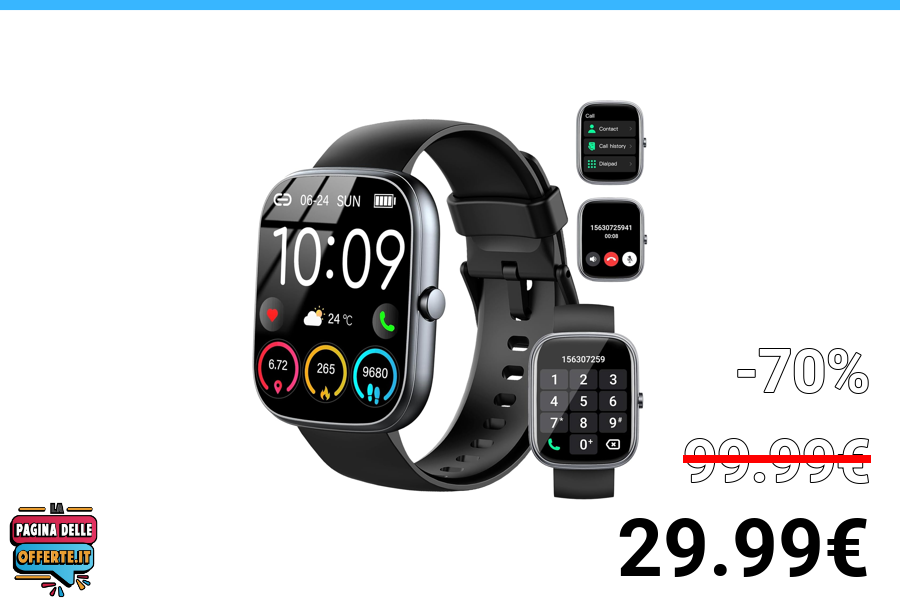 06-24 SUN
10:09
24 °C
6.72
265
9680
Call
Contact
Call history
Dialpad
15630725941
00:08
156307259
1 2 3
4 5 6
7* 8 9#
0+
-70%
99.99€
29.99€
LA
PAGINA DELLE
OFFERTE.IT